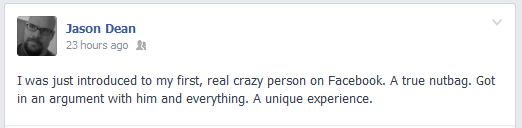 Jason Dean
23 hours ago
I was just introduced to my first, real crazy person on Facebook. A true nutbag. Got
in an argument with him and everything. A unique experience.